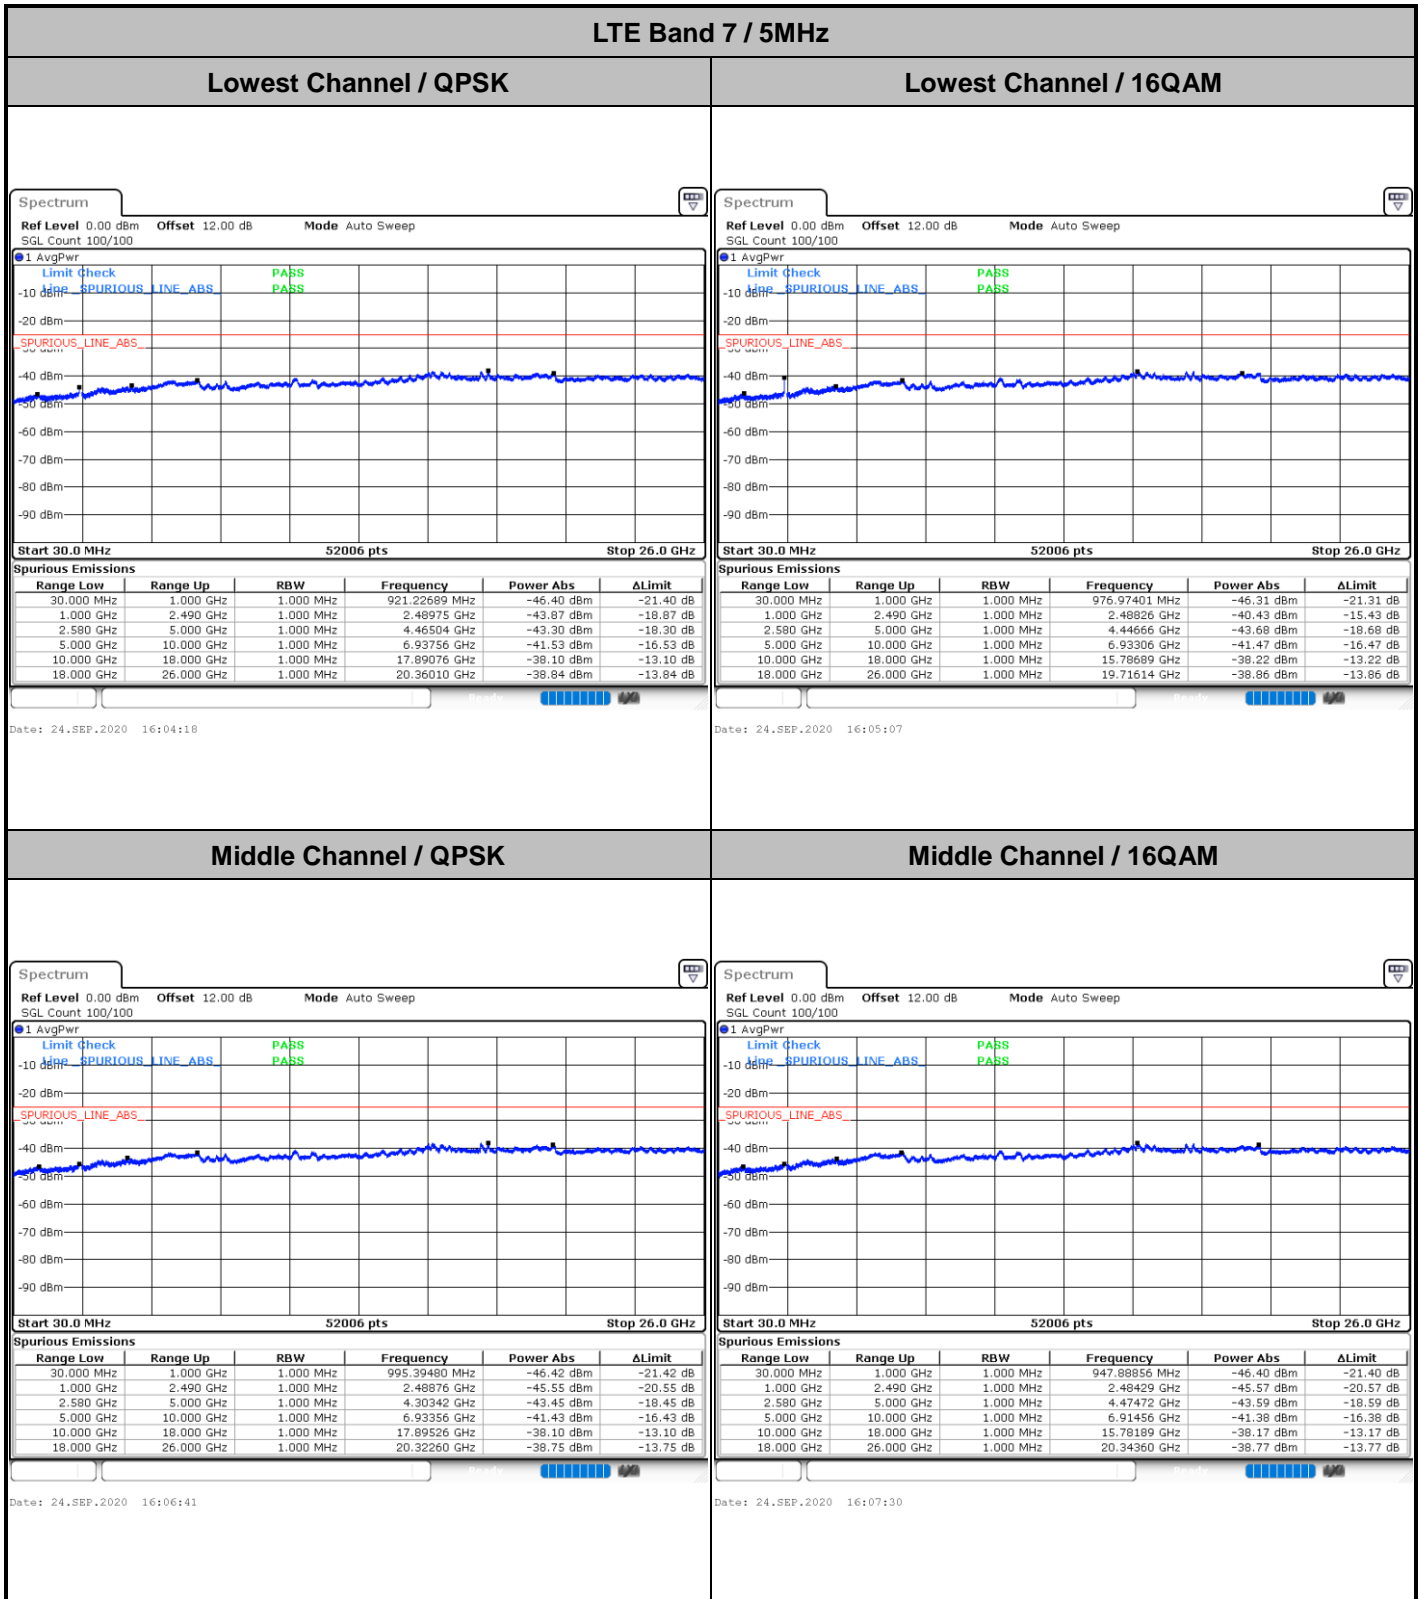 LTE Band 7 / 5MHz
Lowest Channel / QPSK
Lowest Channel / 16QAM
Spectrum
Ref Level 0.00 dBm Offset 12.00 dB Mode Auto Sweep
SGL Count 100/100
1 AvgPwr
Limit Check PASS
Line _SPURIOUS_LINE_ABS_ PASS
-10 dBm
-20 dBm
_SPURIOUS_LINE_ABS_
-30 dBm
-40 dBm
-50 dBm
-60 dBm
-70 dBm
-80 dBm
-90 dBm
Start 30.0 MHz 52006 pts Stop 26.0 GHz
Spurious Emissions
Range Low Range Up RBW Frequency Power Abs ΔLimit
30.000 MHz 1.000 GHz 1.000 MHz 921.22689 MHz -46.40 dBm -21.40 dB
1.000 GHz 2.490 GHz 1.000 MHz 2.48975 GHz -43.87 dBm -18.87 dB
2.580 GHz 5.000 GHz 1.000 MHz 4.46504 GHz -43.30 dBm -18.30 dB
5.000 GHz 10.000 GHz 1.000 MHz 6.93756 GHz -41.53 dBm -16.53 dB
10.000 GHz 18.000 GHz 1.000 MHz 17.89076 GHz -38.10 dBm -13.10 dB
18.000 GHz 26.000 GHz 1.000 MHz 20.36010 GHz -38.84 dBm -13.84 dB
Ready
Date: 24.SEP.2020 16:04:18
Spectrum
Ref Level 0.00 dBm Offset 12.00 dB Mode Auto Sweep
SGL Count 100/100
1 AvgPwr
Limit Check PASS
Line _SPURIOUS_LINE_ABS_ PASS
-10 dBm
-20 dBm
_SPURIOUS_LINE_ABS_
-30 dBm
-40 dBm
-50 dBm
-60 dBm
-70 dBm
-80 dBm
-90 dBm
Start 30.0 MHz 52006 pts Stop 26.0 GHz
Spurious Emissions
Range Low Range Up RBW Frequency Power Abs ΔLimit
30.000 MHz 1.000 GHz 1.000 MHz 976.97401 MHz -46.31 dBm -21.31 dB
1.000 GHz 2.490 GHz 1.000 MHz 2.48826 GHz -40.43 dBm -15.43 dB
2.580 GHz 5.000 GHz 1.000 MHz 4.44666 GHz -43.68 dBm -18.68 dB
5.000 GHz 10.000 GHz 1.000 MHz 6.93306 GHz -41.47 dBm -16.47 dB
10.000 GHz 18.000 GHz 1.000 MHz 15.78689 GHz -38.22 dBm -13.22 dB
18.000 GHz 26.000 GHz 1.000 MHz 19.71614 GHz -38.86 dBm -13.86 dB
Ready
Date: 24.SEP.2020 16:05:07
Middle Channel / QPSK
Middle Channel / 16QAM
Spectrum
Ref Level 0.00 dBm Offset 12.00 dB Mode Auto Sweep
SGL Count 100/100
1 AvgPwr
Limit Check PASS
Line _SPURIOUS_LINE_ABS_ PASS
-10 dBm
-20 dBm
_SPURIOUS_LINE_ABS_
-30 dBm
-40 dBm
-50 dBm
-60 dBm
-70 dBm
-80 dBm
-90 dBm
Start 30.0 MHz 52006 pts Stop 26.0 GHz
Spurious Emissions
Range Low Range Up RBW Frequency Power Abs ΔLimit
30.000 MHz 1.000 GHz 1.000 MHz 995.39480 MHz -46.42 dBm -21.42 dB
1.000 GHz 2.490 GHz 1.000 MHz 2.48876 GHz -45.55 dBm -20.55 dB
2.580 GHz 5.000 GHz 1.000 MHz 4.30342 GHz -43.45 dBm -18.45 dB
5.000 GHz 10.000 GHz 1.000 MHz 6.93356 GHz -41.43 dBm -16.43 dB
10.000 GHz 18.000 GHz 1.000 MHz 17.89526 GHz -38.10 dBm -13.10 dB
18.000 GHz 26.000 GHz 1.000 MHz 20.32260 GHz -38.75 dBm -13.75 dB
Ready
Date: 24.SEP.2020 16:06:41
Spectrum
Ref Level 0.00 dBm Offset 12.00 dB Mode Auto Sweep
SGL Count 100/100
1 AvgPwr
Limit Check PASS
Line _SPURIOUS_LINE_ABS_ PASS
-10 dBm
-20 dBm
_SPURIOUS_LINE_ABS_
-30 dBm
-40 dBm
-50 dBm
-60 dBm
-70 dBm
-80 dBm
-90 dBm
Start 30.0 MHz 52006 pts Stop 26.0 GHz
Spurious Emissions
Range Low Range Up RBW Frequency Power Abs ΔLimit
30.000 MHz 1.000 GHz 1.000 MHz 947.88856 MHz -46.40 dBm -21.40 dB
1.000 GHz 2.490 GHz 1.000 MHz 2.48429 GHz -45.57 dBm -20.57 dB
2.580 GHz 5.000 GHz 1.000 MHz 4.47472 GHz -43.59 dBm -18.59 dB
5.000 GHz 10.000 GHz 1.000 MHz 6.91456 GHz -41.38 dBm -16.38 dB
10.000 GHz 18.000 GHz 1.000 MHz 15.78189 GHz -38.17 dBm -13.17 dB
18.000 GHz 26.000 GHz 1.000 MHz 20.34360 GHz -38.77 dBm -13.77 dB
Ready
Date: 24.SEP.2020 16:07:30